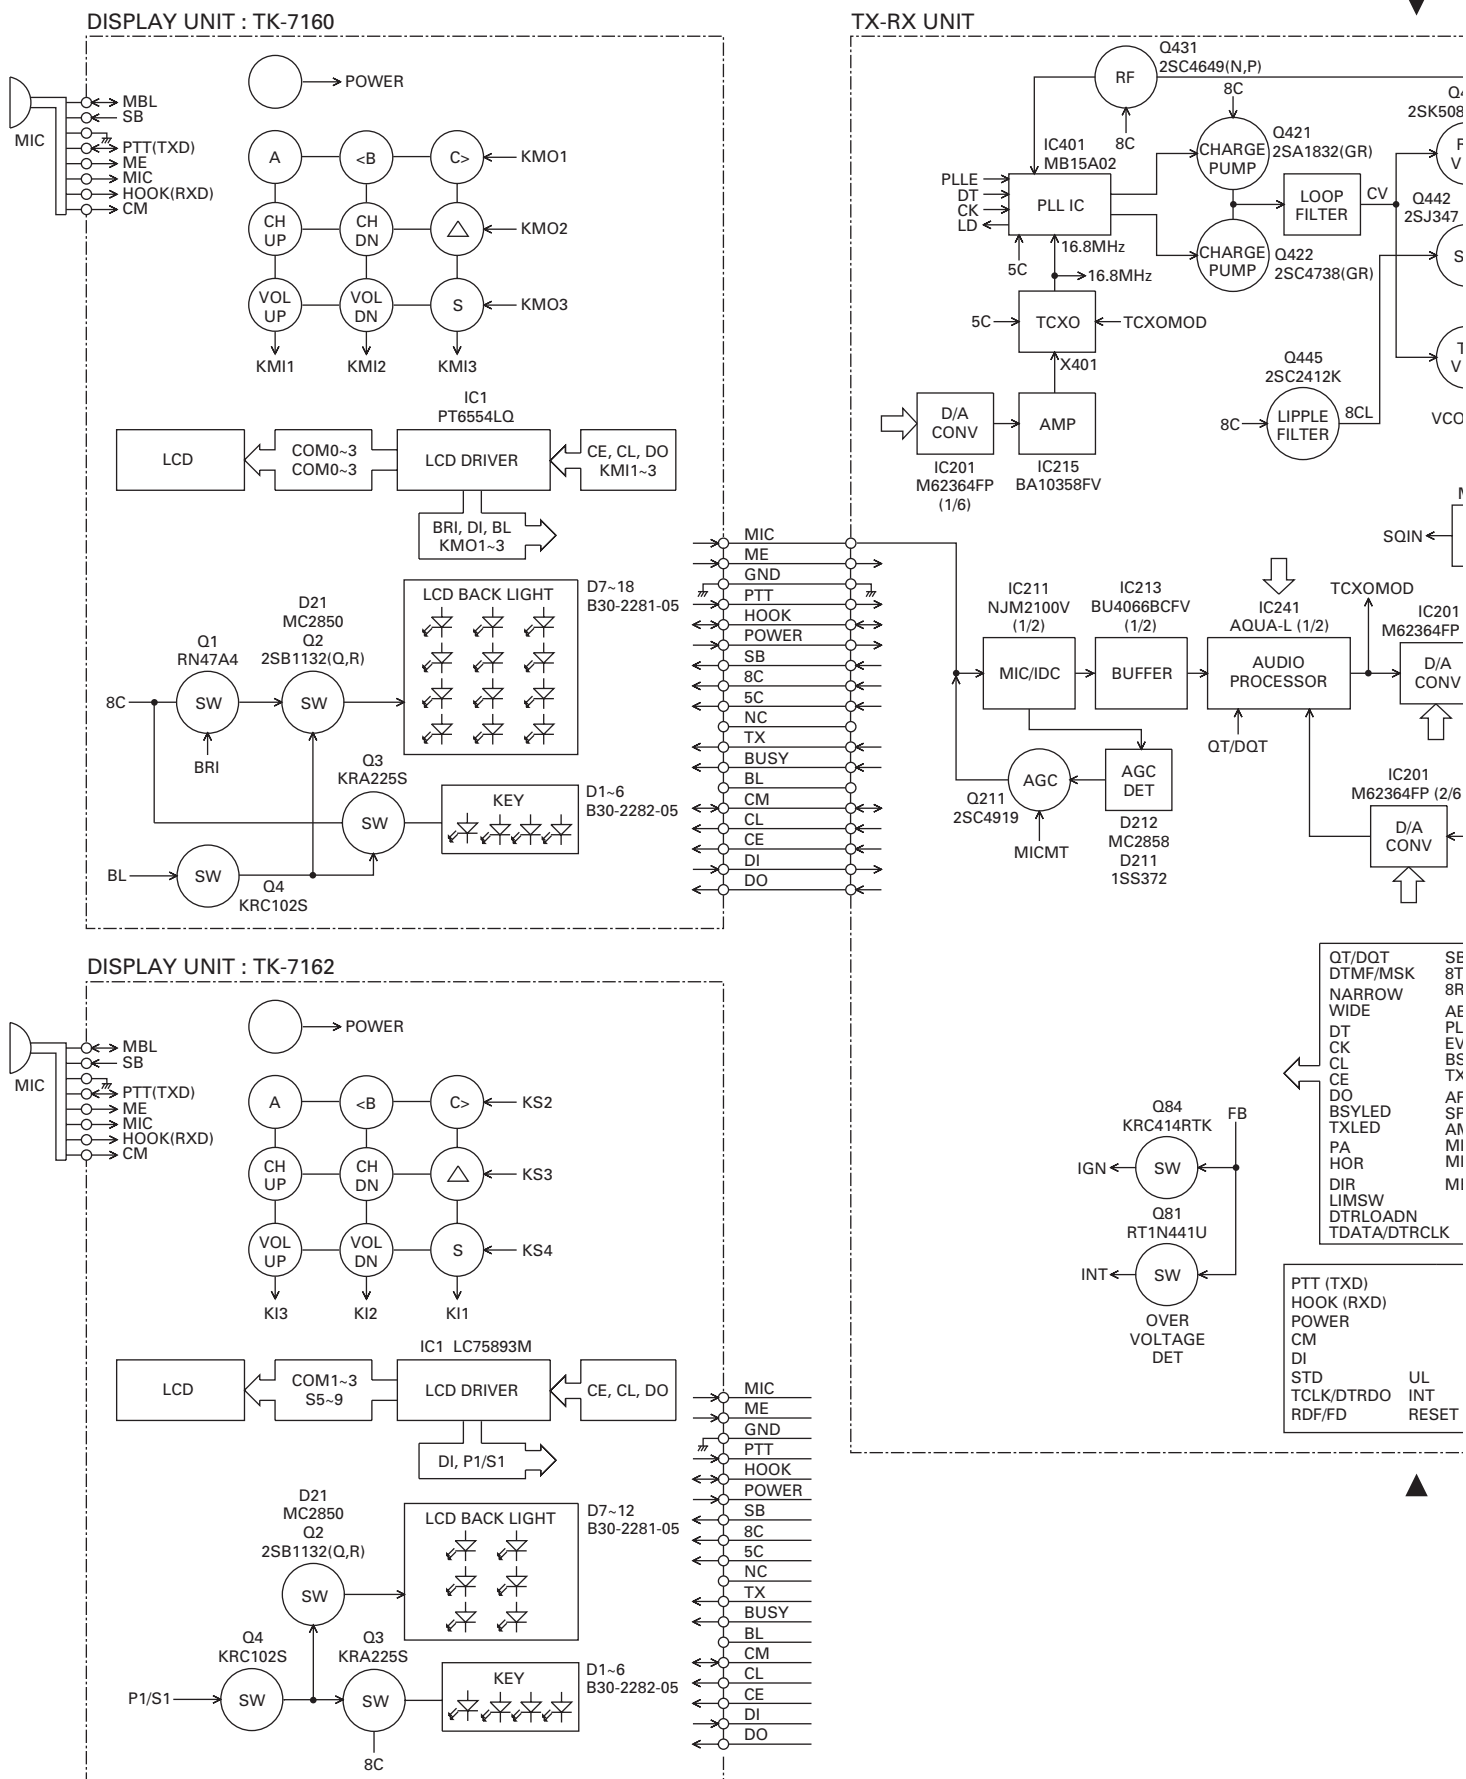 DISPLAY UNIT : TK-7160
POWER
MIC
MBL
SB
PTT(TXD)
ME
MIC
HOOK(RXD)
CM
A
<B
C>
KMO1
CH
UP
CH
DN
KMO2
VOL
UP
VOL
DN
S
KMO3
KMI1
KMI2
KMI3
IC1
PT6554LQ
LCD
COM0~3
COM0~3
LCD DRIVER
CE, CL, DO
KMI1~3
BRI, DI, BL
KMO1~3
D21
MC2850
Q2
2SB1132(Q,R)
Q1
RN47A4
8C
SW
SW
BRI
LCD BACK LIGHT
D7~18
B30-2281-05
Q3
KRA225S
SW
KEY
D1~6
B30-2282-05
BL
SW
Q4
KRC102S
MIC
ME
GND
PTT
HOOK
POWER
SB
8C
5C
NC
TX
BUSY
BL
CM
CL
CE
DI
DO
DISPLAY UNIT : TK-7162
POWER
MIC
MBL
SB
PTT(TXD)
ME
MIC
HOOK(RXD)
CM
A
<B
C>
KS2
CH
UP
CH
DN
KS3
VOL
UP
VOL
DN
S
KS4
KI3
KI2
KI1
IC1 LC75893M
LCD
COM1~3
S5~9
LCD DRIVER
CE, CL, DO
DI, P1/S1
D21
MC2850
Q2
2SB1132(Q,R)
SW
LCD BACK LIGHT
D7~12
B30-2281-05
Q4
KRC102S
Q3
KRA225S
P1/S1
SW
SW
8C
KEY
D1~6
B30-2282-05
MIC
ME
GND
PTT
HOOK
POWER
SB
8C
5C
NC
TX
BUSY
BL
CM
CL
CE
DI
DO
TX-RX UNIT
Q431
2SC4649(N,P)
RF
8C
8C
IC401
MB15A02
PLLE
DT
CK
LD
PLL IC
5C
16.8MHz
16.8MHz
CHARGE
PUMP
Q421
2SA1832(GR)
CHARGE
PUMP
Q422
2SC4738(GR)
LOOP
FILTER
CV
2SK508
Q442
2SJ347
5C
TCXO
TCXOMOD
X401
D/A
CONV
AMP
IC201
M62364FP
(1/6)
IC215
BA10358FV
Q445
2SC2412K
8C
LIPPLE
FILTER
8CL
VCO
SQIN
IC211
NJM2100V
(1/2)
MIC/IDC
IC213
BU4066BCFV
(1/2)
BUFFER
IC241
AQUA-L (1/2)
AUDIO
PROCESSOR
QT/DQT
TCXOMOD
IC201
M62364FP
D/A
CONV
AGC
Q211
2SC4919
MICMT
AGC
DET
D212
MC2858
D211
1SS372
IC201
M62364FP (2/6
D/A
CONV
QT/DQT
DTMF/MSK
NARROW
WIDE
DT
CK
CL
CE
DO
BSYLED
TXLED
PA
HOR
DIR
LIMSW
DTRLOADN
TDATA/DTRCLK
Q84
KRC414RTK
FB
IGN
SW
Q81
RT1N441U
INT
SW
OVER
VOLTAGE
DET
PTT (TXD)
HOOK (RXD)
POWER
CM
DI
STD UL
TCLK/DTRDO INT
RDF/FD RESET